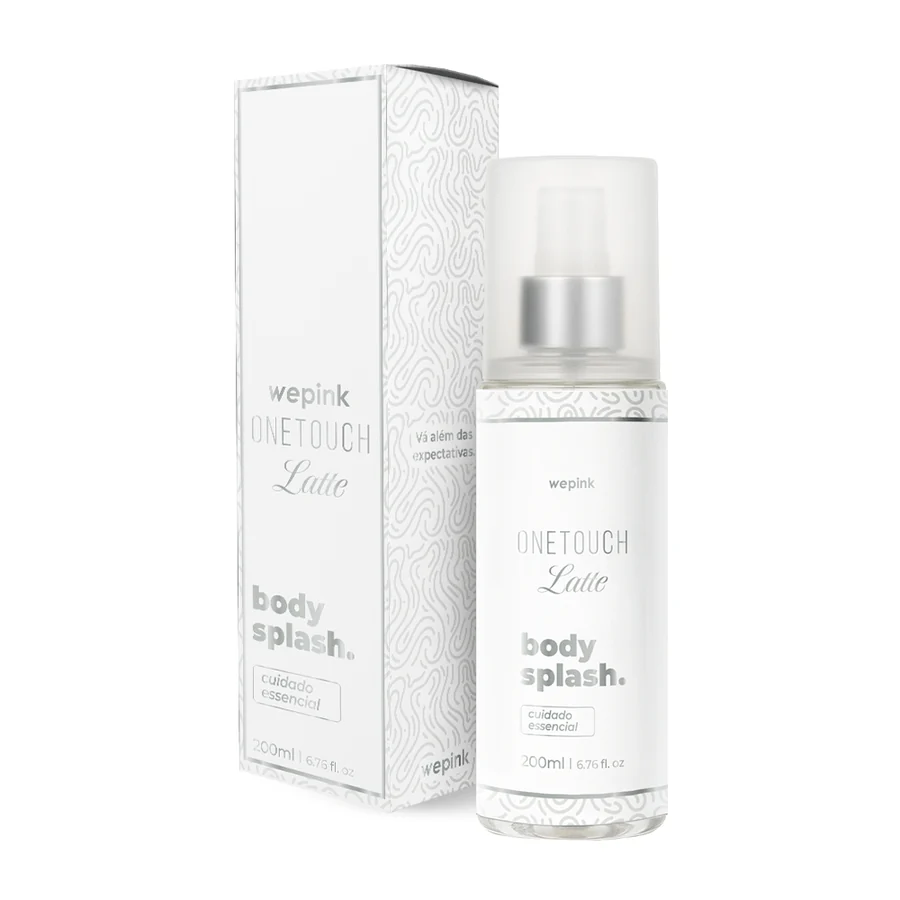 wepink
ONETOUCH
Latte
body
splash.
cuidado
essencial
200ml | 6.76 fl. oz
Vá além das
expectativas.
wepink
wepink
ONETOUCH
Latte
body
splash.
cuidado
essencial
200ml | 6.76 fl. oz